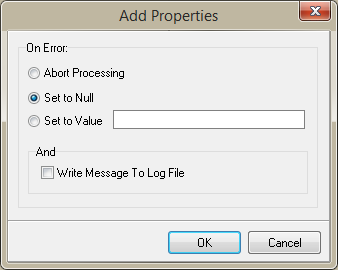 Add Properties
On Error:
Abort Processing
Set to Null
Set to Value
And
Write Message To Log File
OK
Cancel